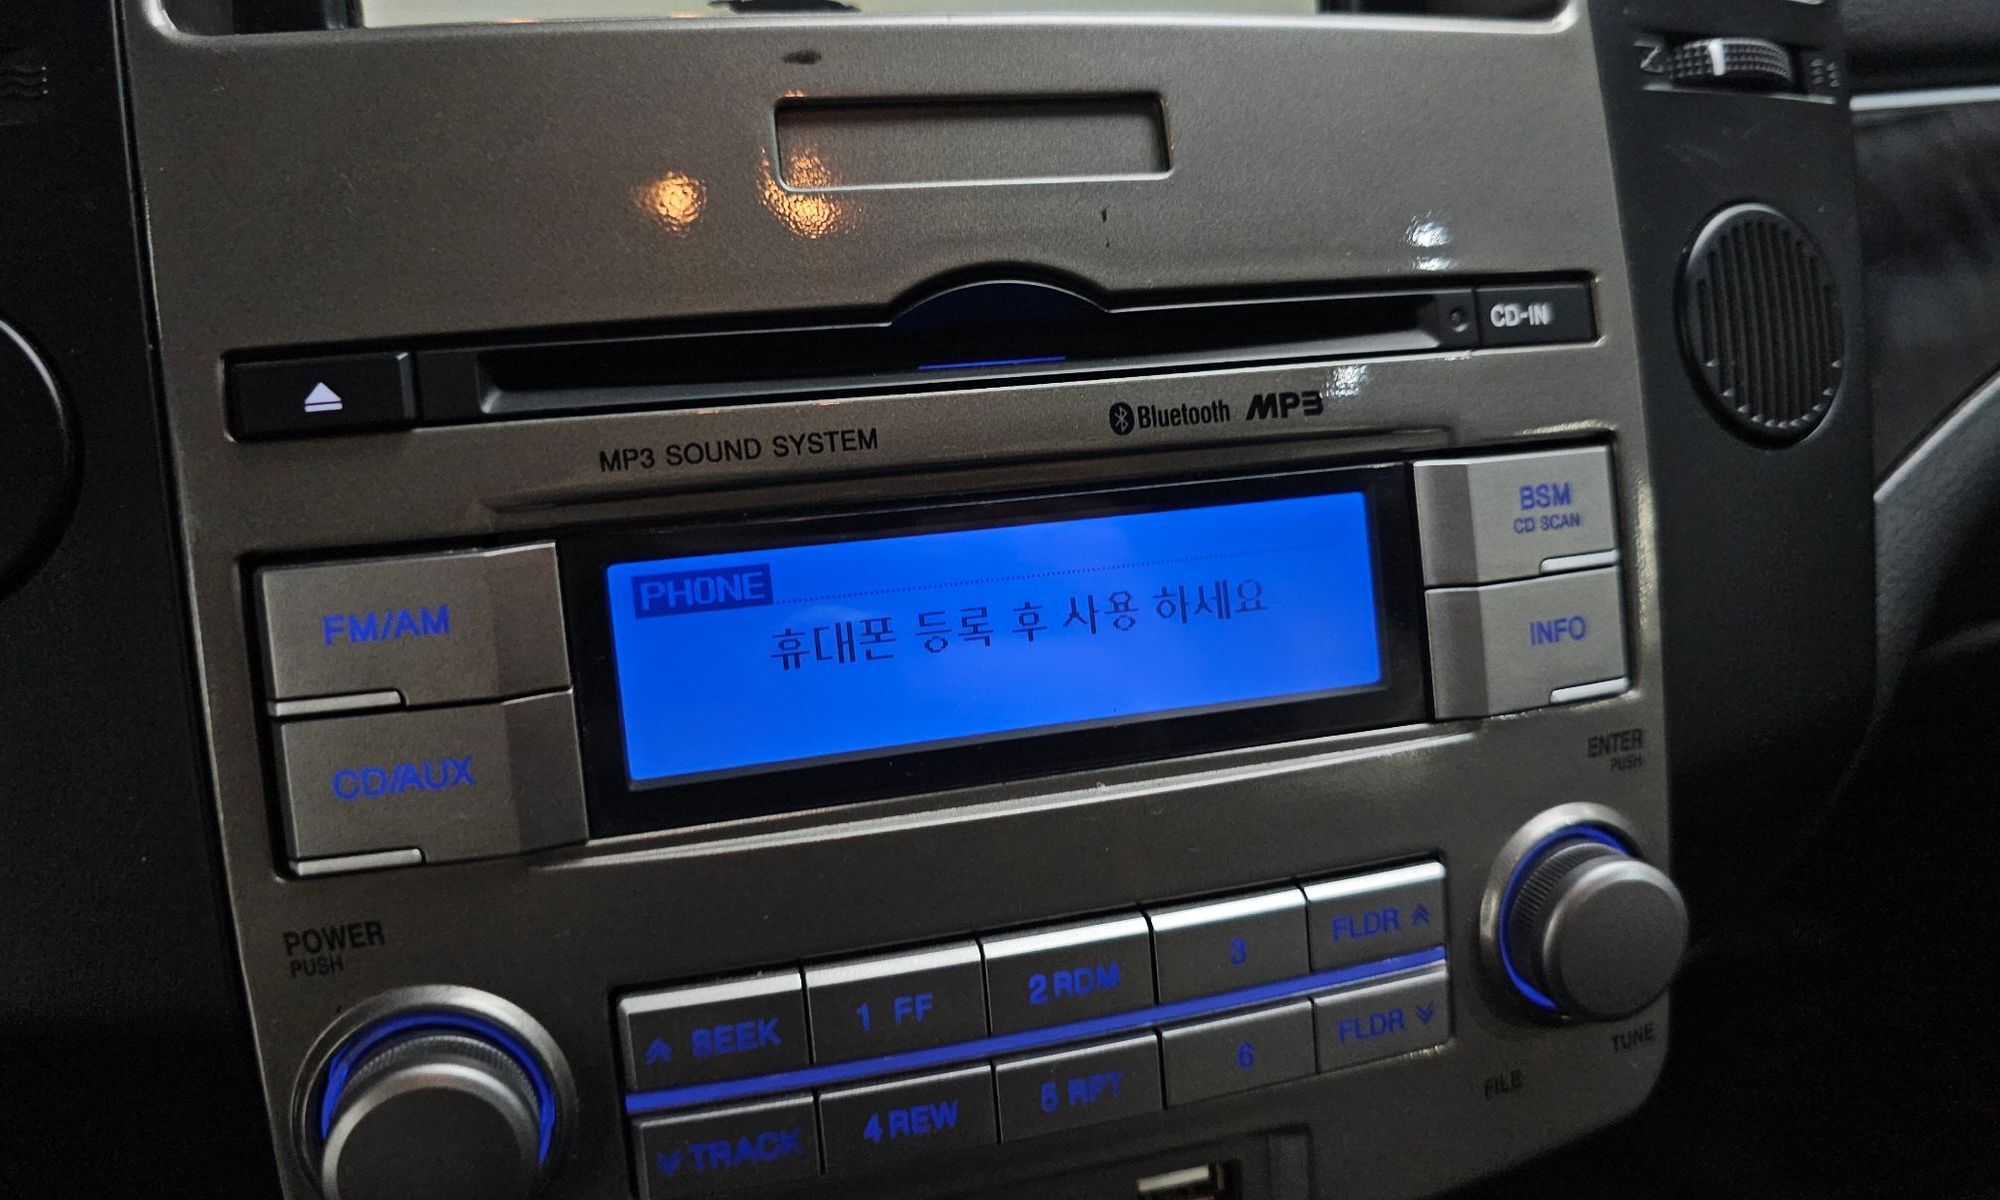 CD-IN
Bluetooth MP3
MP3 SOUND SYSTEM
BSM
CD SCAN
PHONE
휴대폰 등록 후 사용 하세요
FM/AM
INFO
CD/AUX
ENTER
PUSH
POWER
PUSH
SEEK
1 FF
2 RDM
3
FLDR
TRACK
4 REW
5 RPT
6
FLDR
TUNE
FILE